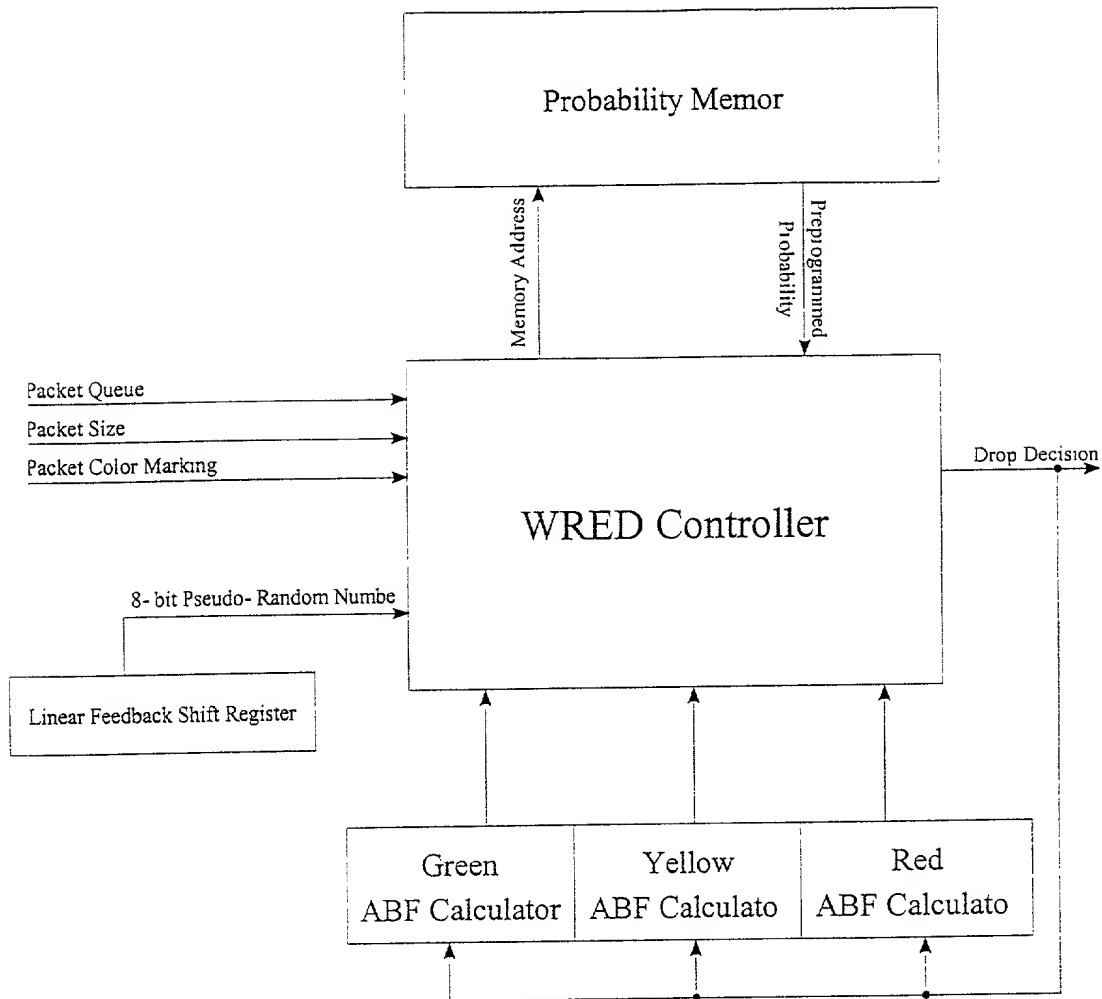 Probability Memor
Memory Address
Preprogrammed
Probability
Packet Queue
Packet Size
Packet Color Marking
Drop Decision
WRED Controller
8- bit Pseudo- Random Numbe
Linear Feedback Shift Register
Green
ABF Calculator
Yellow
ABF Calculato
Red
ABF Calculato